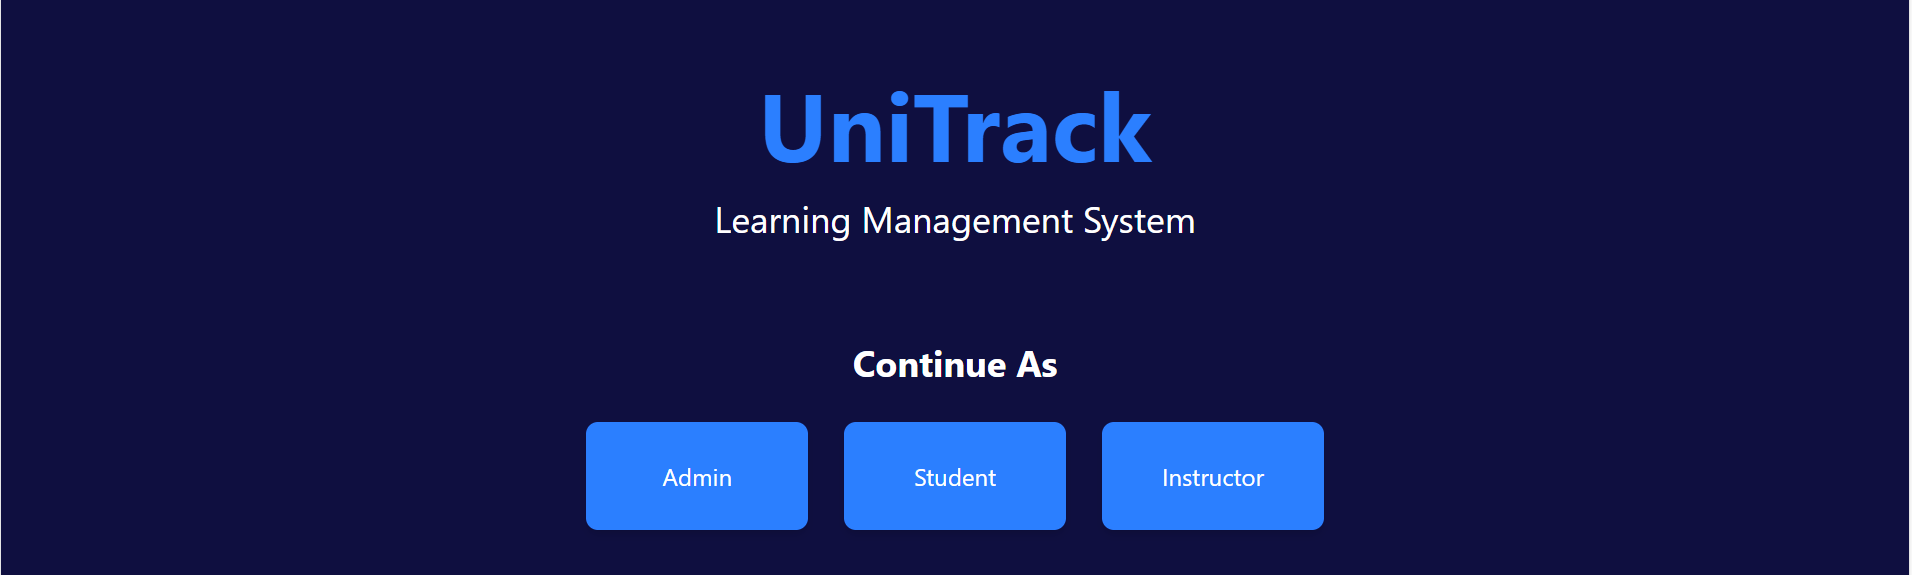 UniTrack
Learning Management System
Continue As
Admin Student Instructor